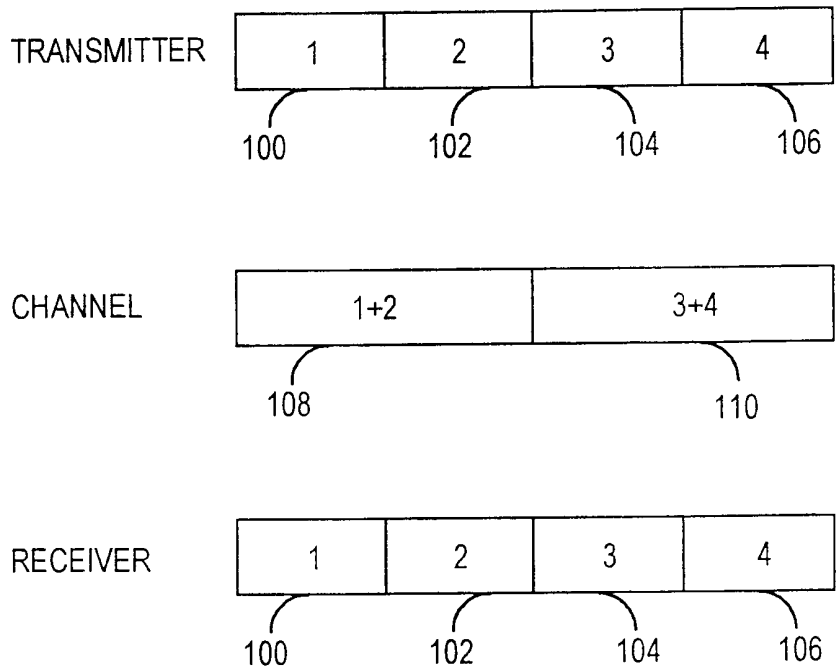 TRANSMITTER 1 2 3 4
100 102 104 106
CHANNEL 1+2 3+4
108 110
RECEIVER 1 2 3 4
100 102 104 106